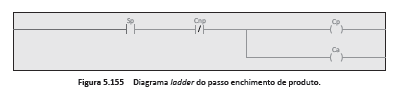 Sp Cnp Cp
Ca
Figura 5.155 Diagrama ladder do passo enchimento de produto.